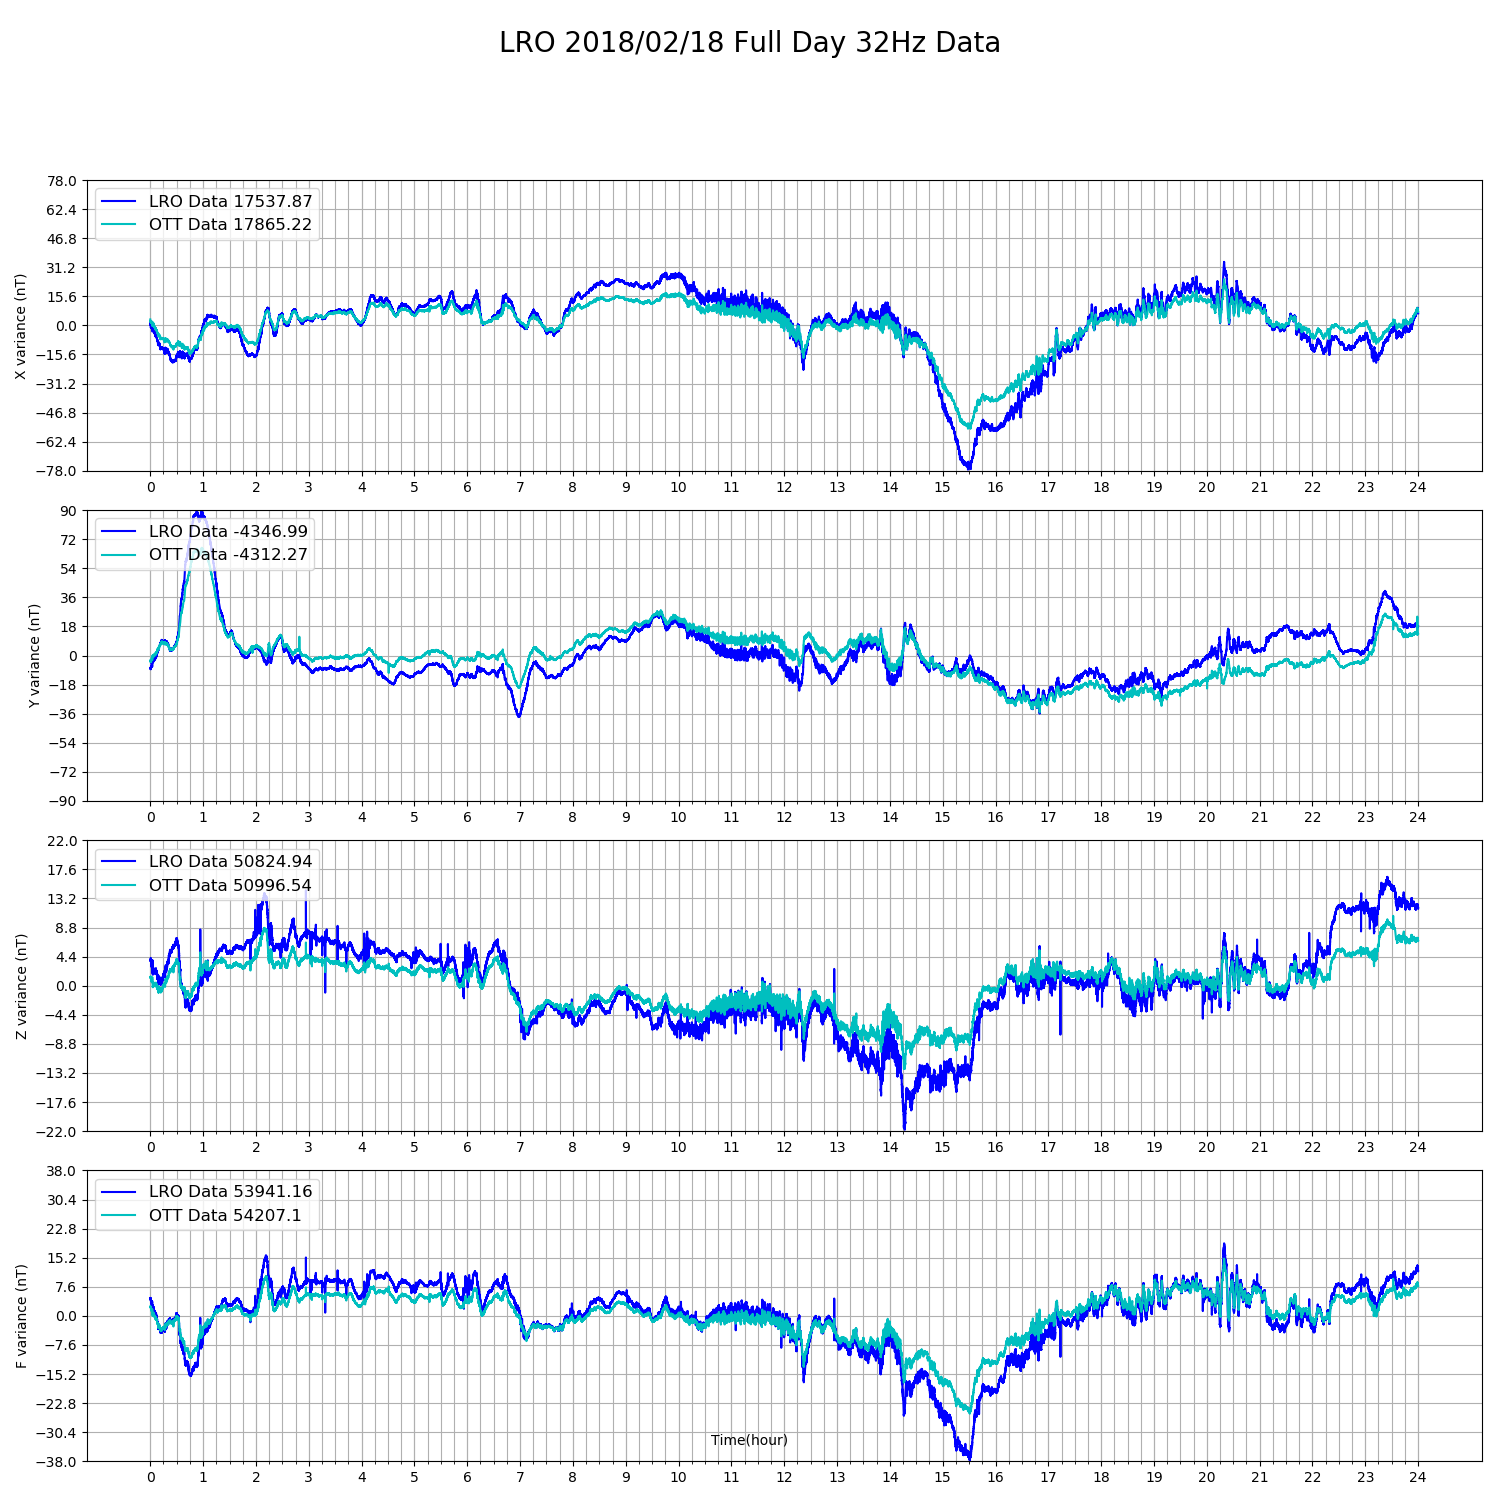 LRO 2018/02/18 Full Day 32Hz Data
X variance (nT)
78.0
62.4
46.8
31.2
15.6
0.0
−15.6
−31.2
−46.8
−62.4
−78.0
LRO Data 17537.87
OTT Data 17865.22
0 1 2 3 4 5 6 7 8 9 10 11 12 13 14 15 16 17 18 19 20 21 22 23 24
Y variance (nT)
90
72
54
36
18
0
−18
−36
−54
−72
−90
LRO Data -4346.99
OTT Data -4312.27
0 1 2 3 4 5 6 7 8 9 10 11 12 13 14 15 16 17 18 19 20 21 22 23 24
Z variance (nT)
22.0
17.6
13.2
8.8
4.4
0.0
−4.4
−8.8
−13.2
−17.6
−22.0
LRO Data 50824.94
OTT Data 50996.54
0 1 2 3 4 5 6 7 8 9 10 11 12 13 14 15 16 17 18 19 20 21 22 23 24
F variance (nT)
38.0
30.4
22.8
15.2
7.6
0.0
−7.6
−15.2
−22.8
−30.4
−38.0
LRO Data 53941.16
OTT Data 54207.1
Time(hour)
0 1 2 3 4 5 6 7 8 9 10 11 12 13 14 15 16 17 18 19 20 21 22 23 24